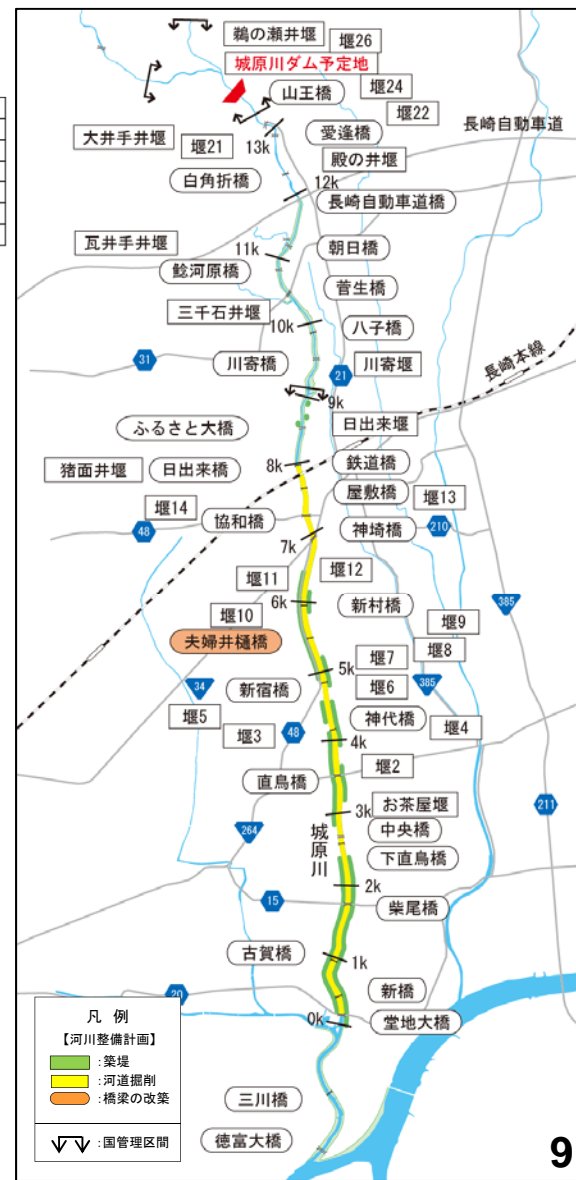 鵜の瀬井堰
堰26
城原川ダム予定地
堰24
山王橋
堰22
長崎自動車道
大井手井堰
堰21
13k
愛逢橋
殿の井堰
白角折橋
12k
長崎自動車道橋
瓦井手井堰
朝日橋
11k
鯰河原橋
菅生橋
三千石井堰
10k
八子橋
31
川寄橋
21
川寄堰
長崎本線
9k
日出来堰
ふるさと大橋
8k
鉄道橋
猪面井堰
日出来橋
屋敷橋
堰13
堰14
協和橋
神埼橋
210
48
7k
堰11
堰12
6k
新村橋
385
堰10
堰9
夫婦井樋橋
堰7
堰8
5k
34
新宿橋
堰6
385
堰5
堰3
48
神代橋
堰4
4k
直鳥橋
堰2
3k
お茶屋堰
211
264
城原川
中央橋
下直鳥橋
2k
15
柴尾橋
古賀橋
1k
20
新橋
0k
堂地大橋
凡 例
【河川整備計画】
:築堤
:河道掘削
:橋梁の改築
:国管理区間
三川橋
徳富大橋
9